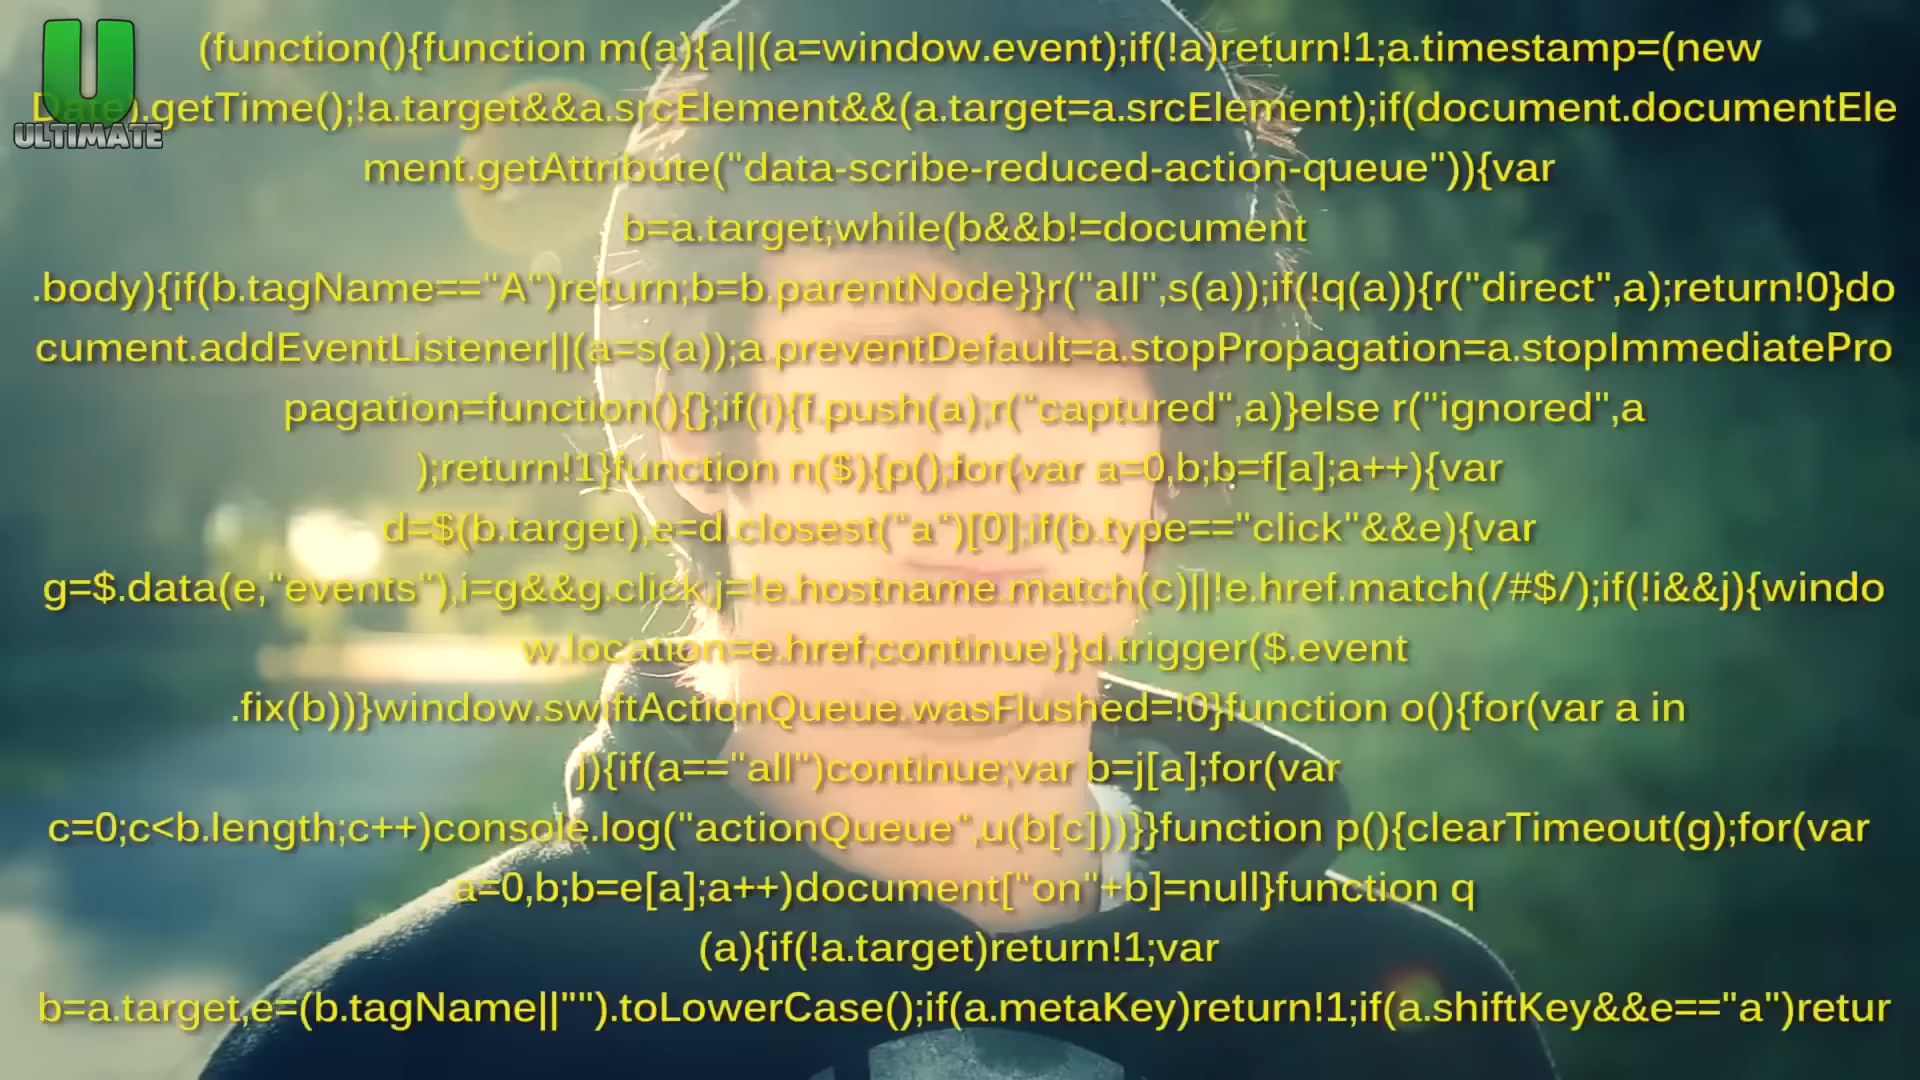 U
ULTIMATE
(function(){function m(a){a||(a=window.event);if(!a)return!1;a.timestamp=(new
Date).getTime();!a.target&&a.srcElement&&(a.target=a.srcElement);if(document.documentEle
ment.getAttribute("data-scribe-reduced-action-queue")){var
b=a.target;while(b&&b!=document
.body){if(b.tagName=="A")return;b=b.parentNode}}r("all",s(a));if(!q(a)){r("direct",a);return!0}do
cument.addEventListener||(a=s(a));a.preventDefault=a.stopPropagation=a.stopImmediatePro
pagation=function(){};if(i){f.push(a);r("captured",a)}else r("ignored",a
);return!1}function n($){p();for(var a=0,b;b=f[a];a++){var
d=$(b.target),e=d.closest("a")[0];if(b.type=="click"&&e){var
g=$.data(e,"events"),i=g&&g.click,j=!e.hostname.match(c)||!e.href.match(/#$/);if(!i&&j){windo
w.location=e.href;continue}}d.trigger($.event
.fix(b))}window.swiftActionQueue.wasFlushed=!0}function o(){for(var a in
j){if(a=="all")continue;var b=j[a];for(var
c=0;c<b.length;c++)console.log("actionQueue",u(b[c]))}}function p(){clearTimeout(g);for(var
a=0,b;b=e[a];a++)document["on"+b]=null}function q
(a){if(!a.target)return!1;var
b=a.target,e=(b.tagName||"").toLowerCase();if(a.metaKey)return!1;if(a.shiftKey&&e=="a")retur